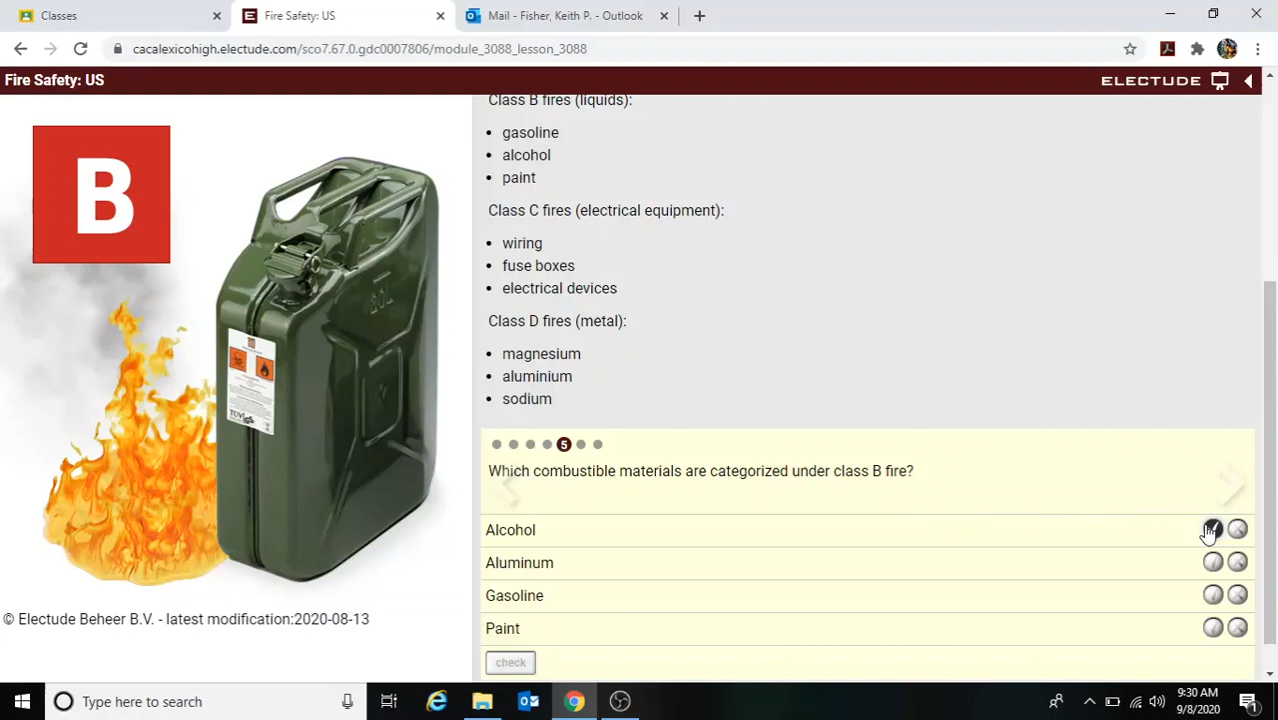 Classes
Fire Safety: US
Mail - Fisher, Keith P. - Outlook
cacalexicohigh.electude.com/sco7.67.0.gdc0007806/module_3088_lesson_3088
Fire Safety: US
ELECTUDE
B
20L
TÜV
© Electude Beheer B.V. - latest modification:2020-08-13
Class B fires (liquids):
• gasoline
• alcohol
• paint
Class C fires (electrical equipment):
• wiring
• fuse boxes
• electrical devices
Class D fires (metal):
• magnesium
• aluminium
• sodium
5
Which combustible materials are categorized under class B fire?
Alcohol
Aluminum
Gasoline
Paint
check
Type here to search
9:30 AM
9/8/2020
1